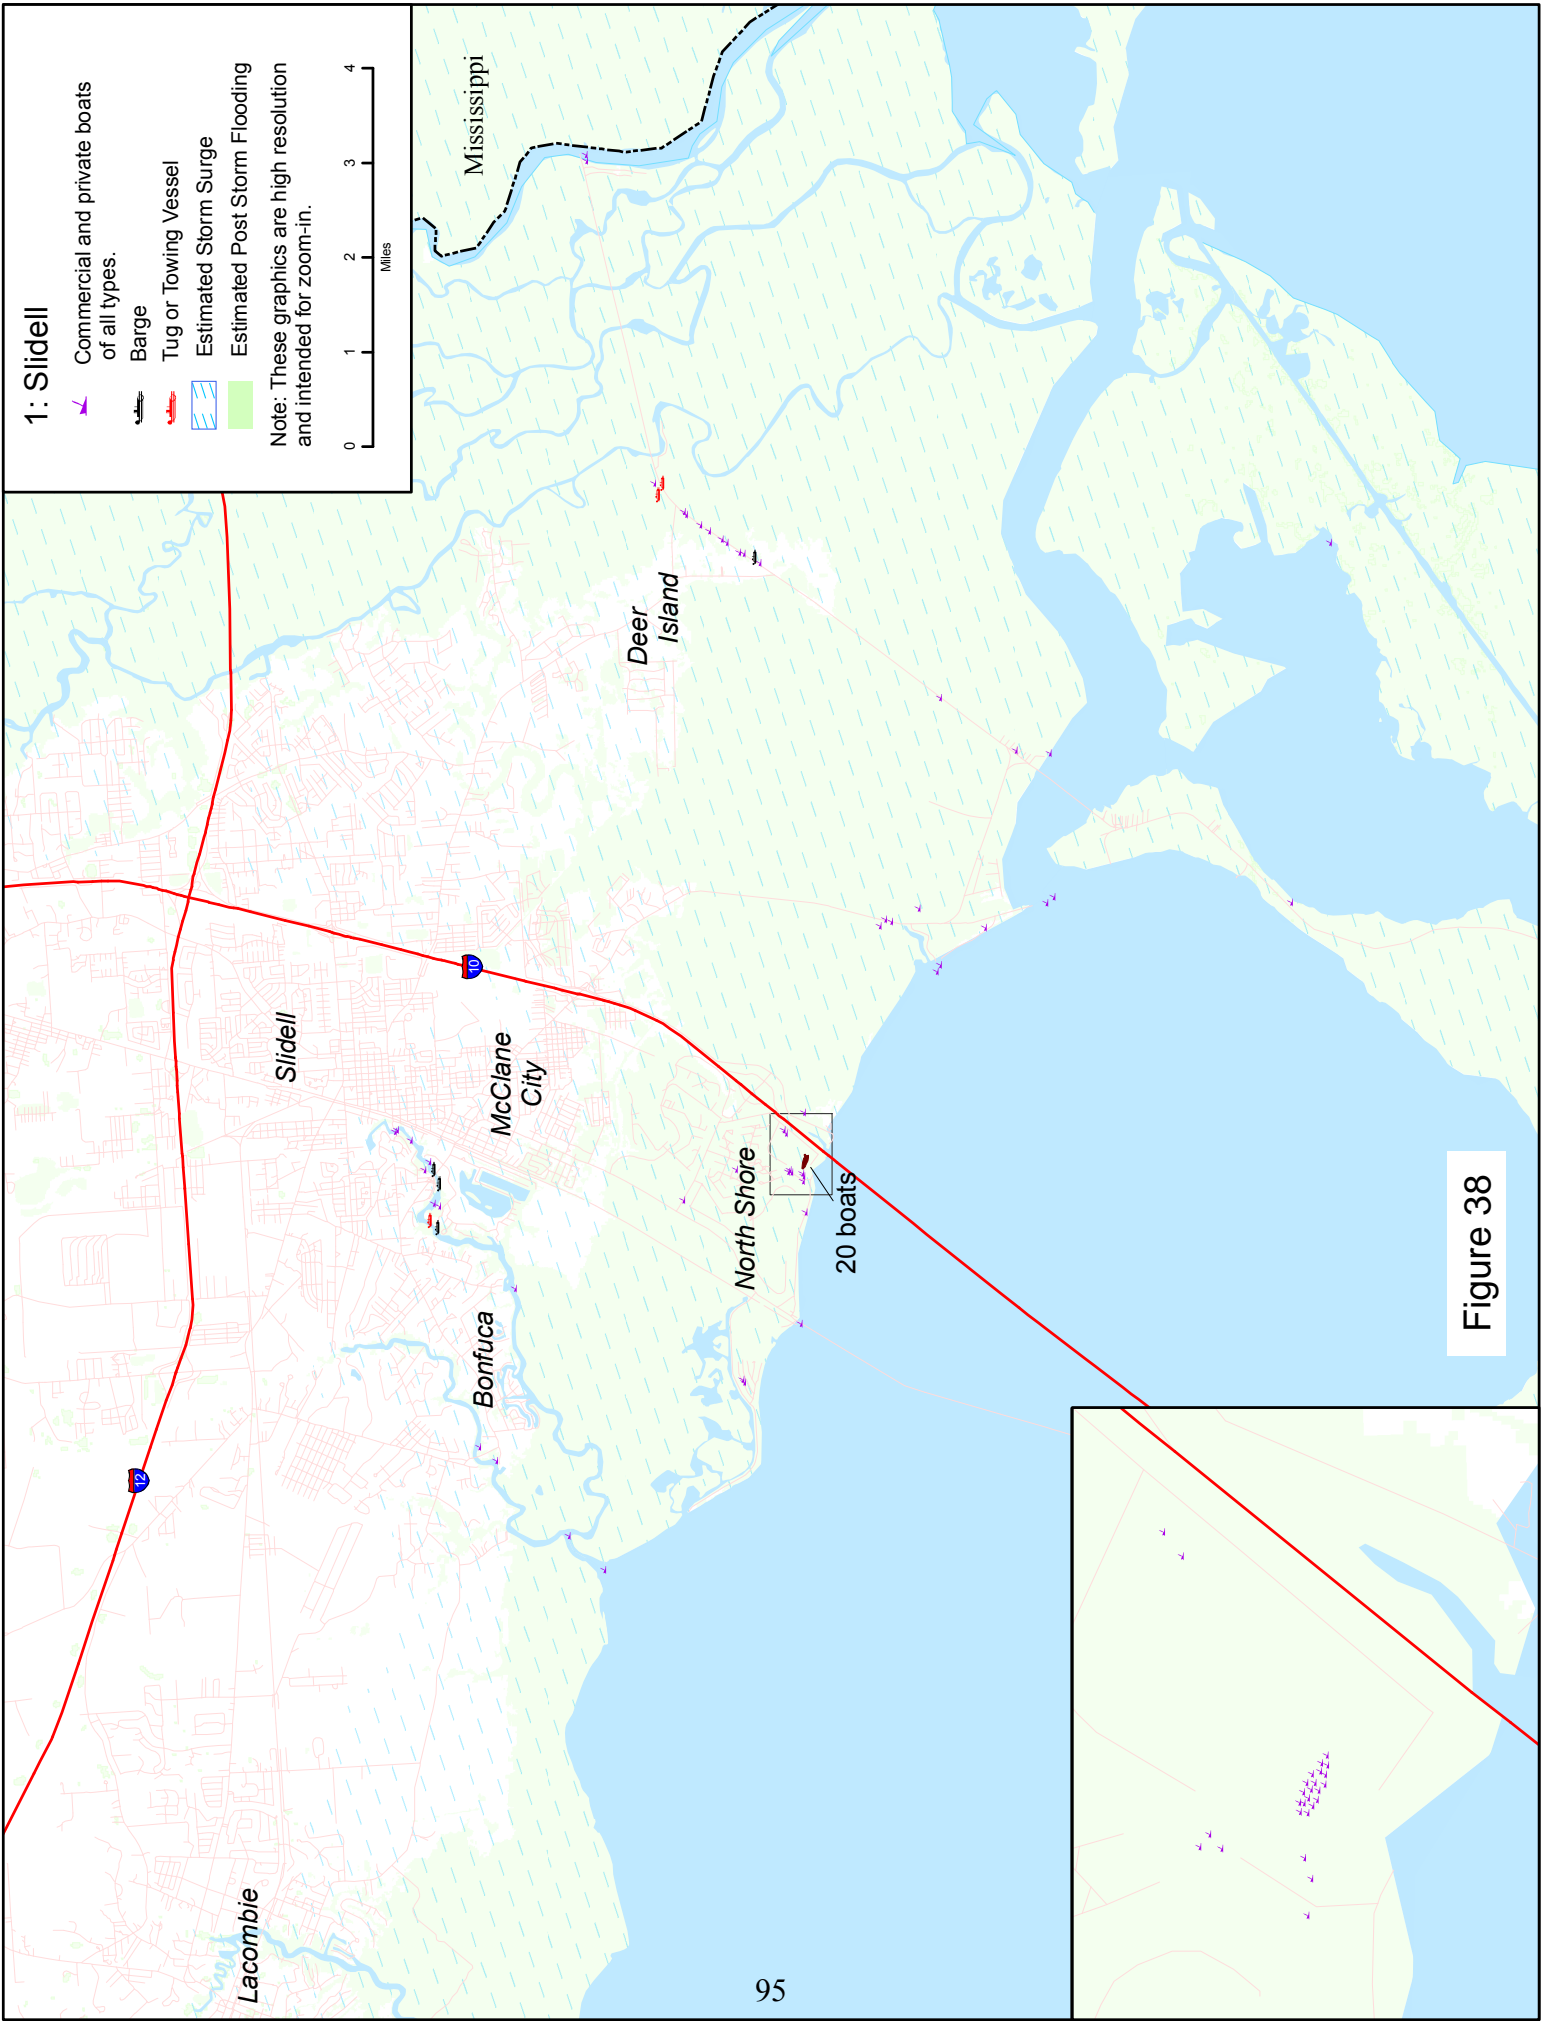 1: Slidell
Commercial and private boats
of all types.
Barge
Tug or Towing Vessel
Estimated Storm Surge
Estimated Post Storm Flooding
Note: These graphics are high resolution
and intended for zoom-in.
0 1 2 3 4
Miles
Mississippi
Deer
Island
10
Slidell
McClane
City
North Shore
20 boats
Bonfuca
12
Lacombie
Figure 38
95